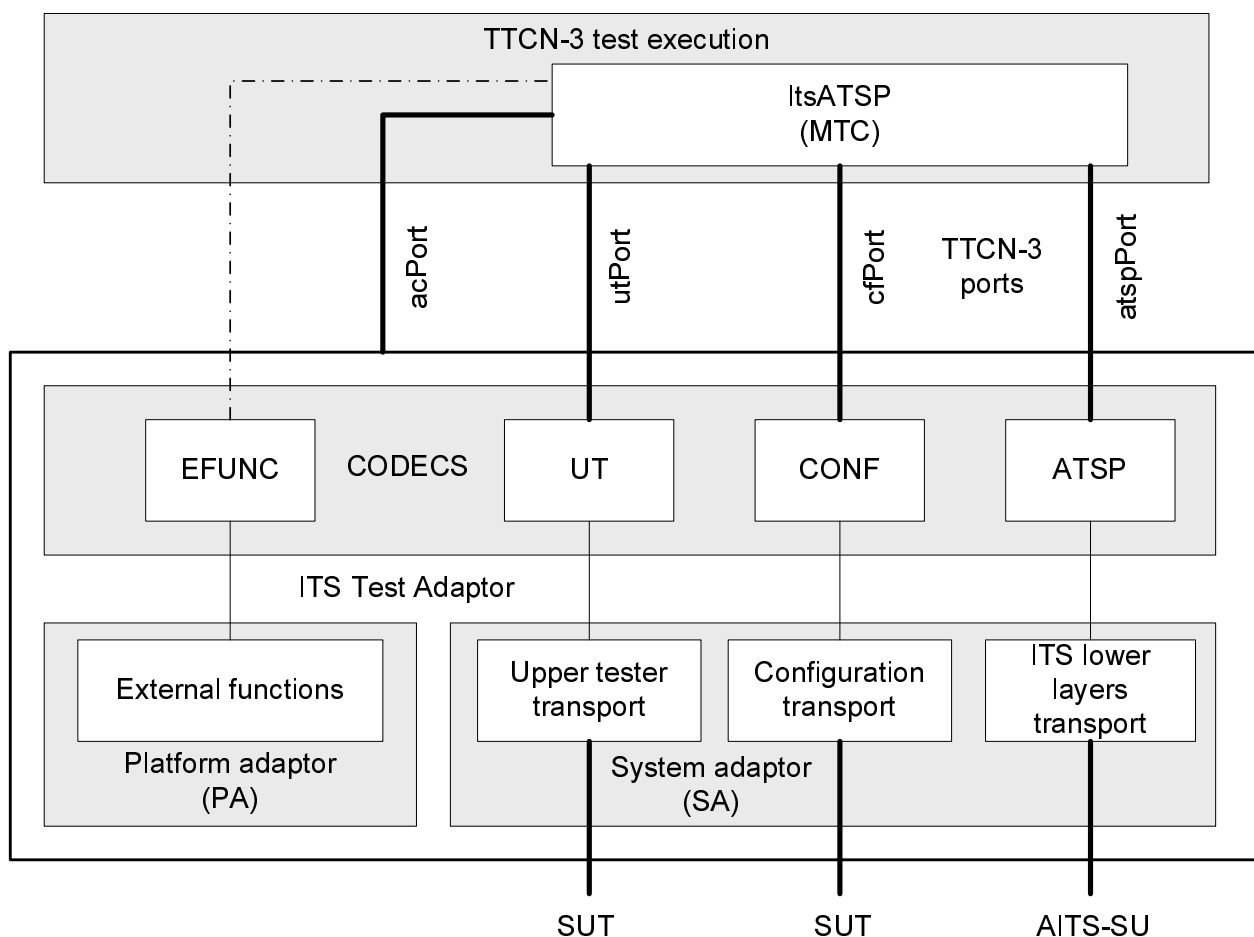 TTCN-3 test execution
ItsATSP
(MTC)
acPort
utPort
cfPort
TTCN-3
ports
atspPort
EFUNC
CODECS
UT
CONF
ATSP
ITS Test Adaptor
External functions
Platform adaptor
(PA)
Upper tester
transport
Configuration
transport
ITS lower
layers
transport
System adaptor
(SA)
SUT
SUT
AITS-SU